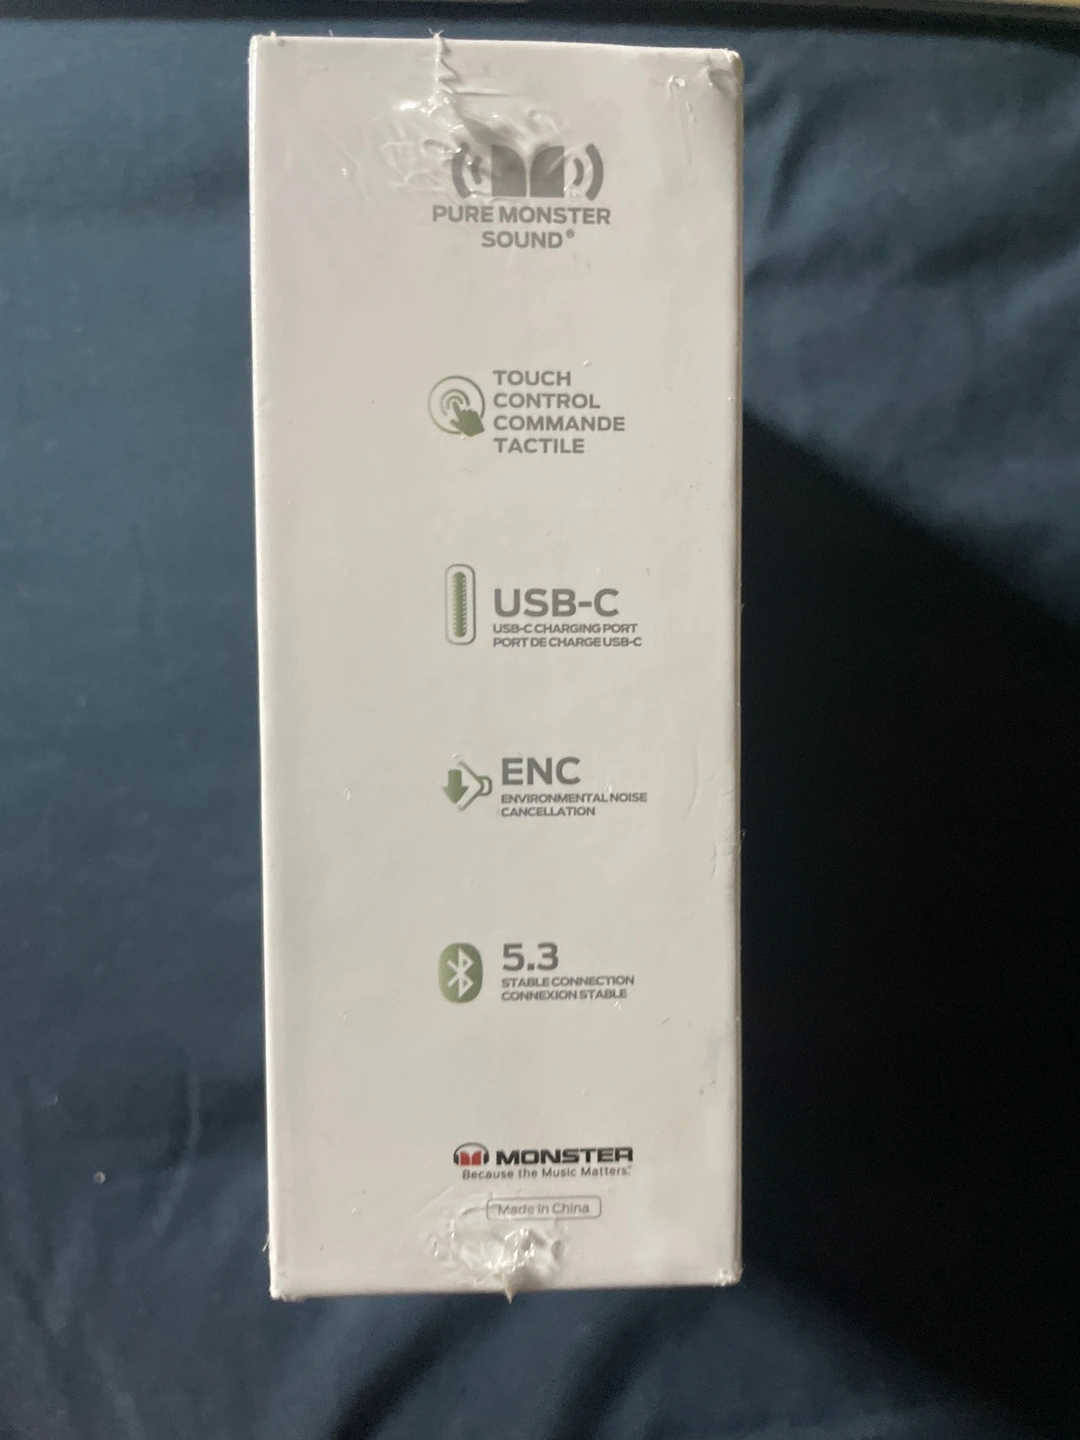 PURE MONSTER
SOUND®
TOUCH
CONTROL
COMMANDE
TACTILE
USB-C
USB-C CHARGING PORT
PORT DE CHARGE USB-C
ENC
ENVIRONMENTAL NOISE
CANCELLATION
5.3
STABLE CONNECTION
CONNEXION STABLE
MONSTER
Because the Music Matters.™
Made In China